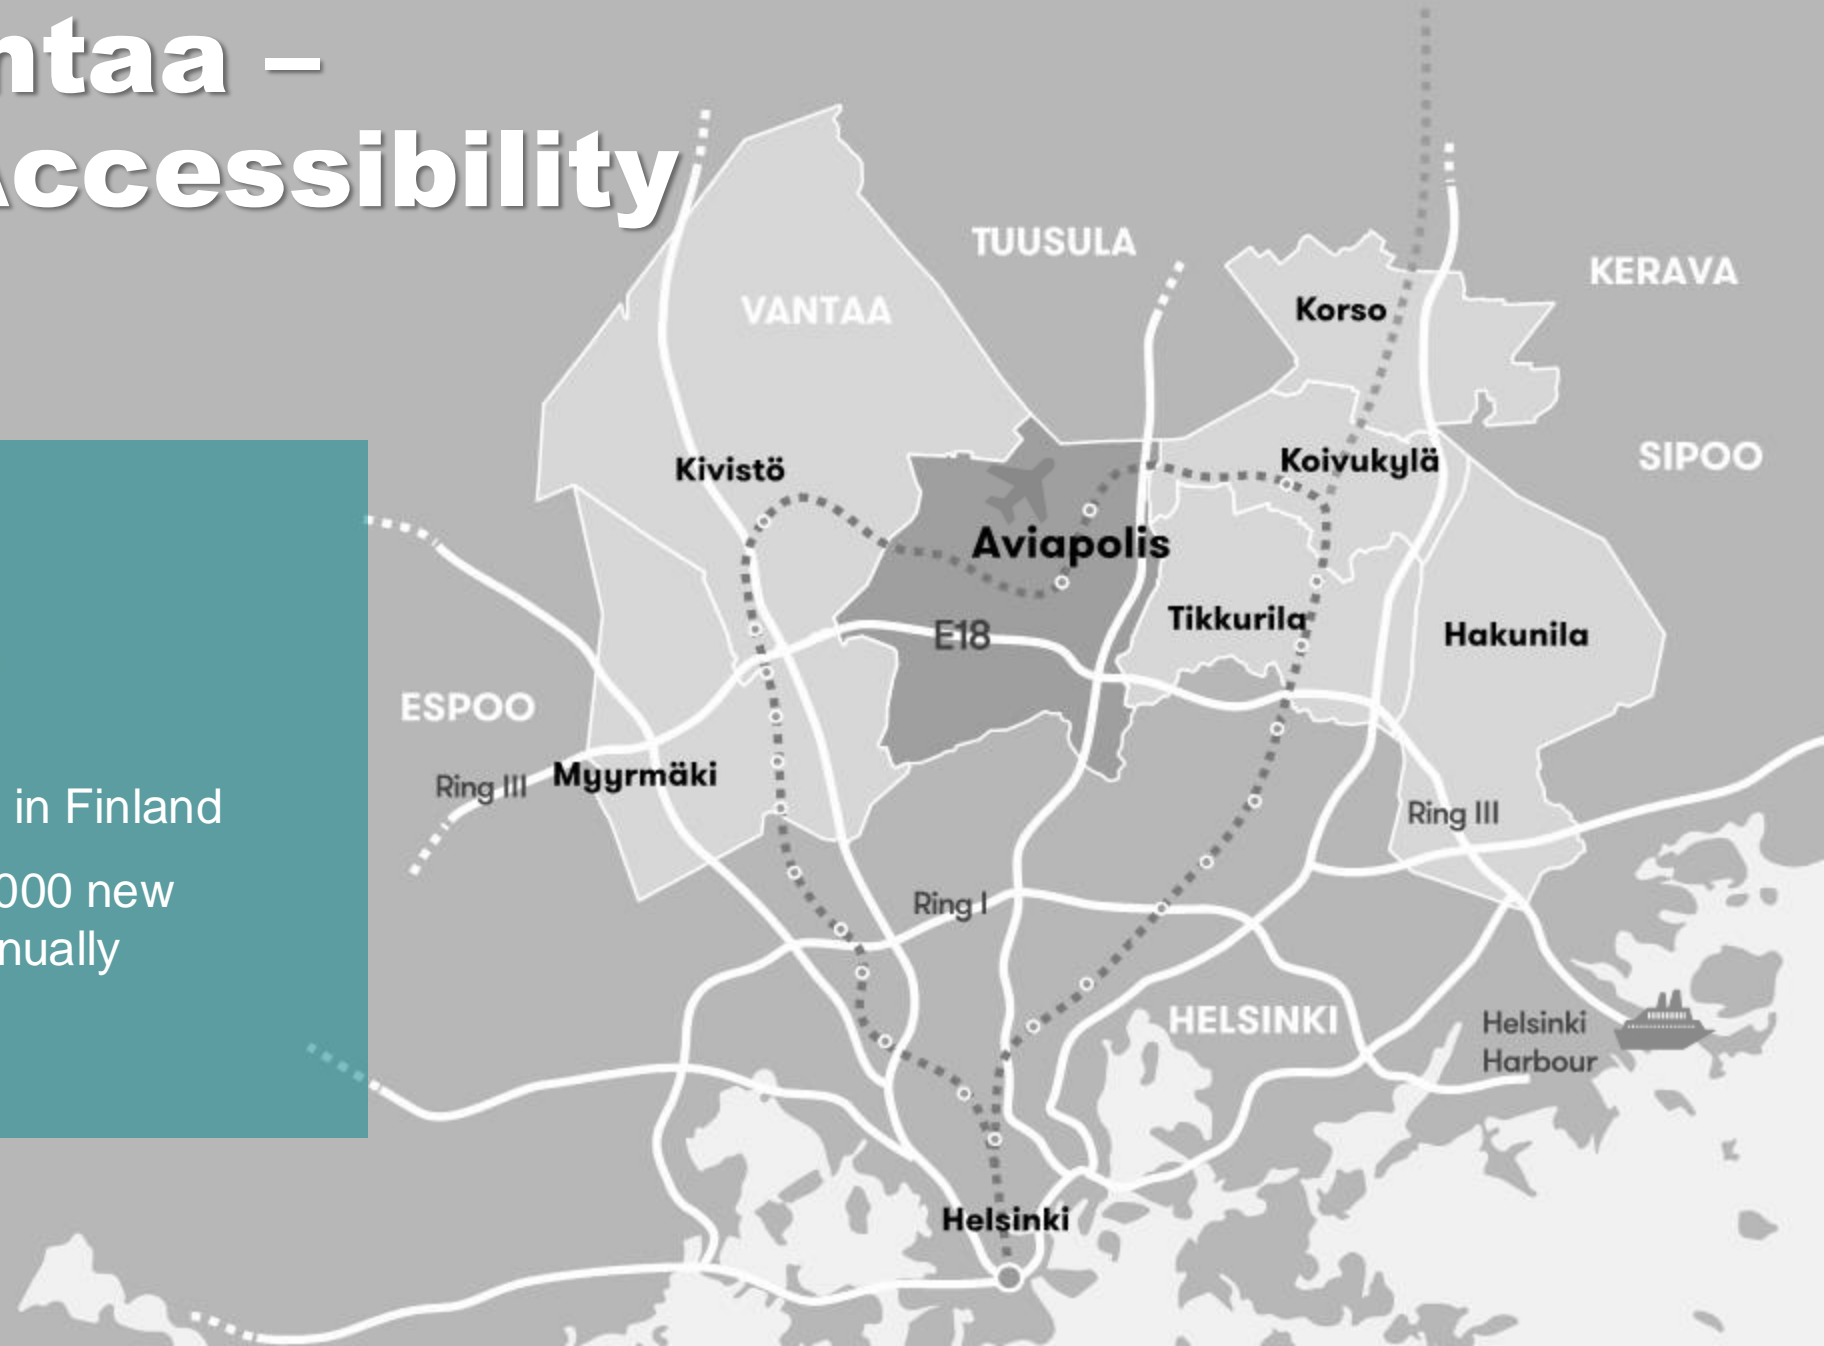 ntaa –
Accessibility
TUUSULA
KERAVA
VANTAA
Korso
SIPOO
Kivistö
Koivukylä
Aviapolis
Tikkurila
E18
Hakunila
ESPOO
Myyrmäki
Ring III
Ring III
in Finland
000 new
nually
Ring I
HELSINKI
Helsinki
Harbour
Helsinki